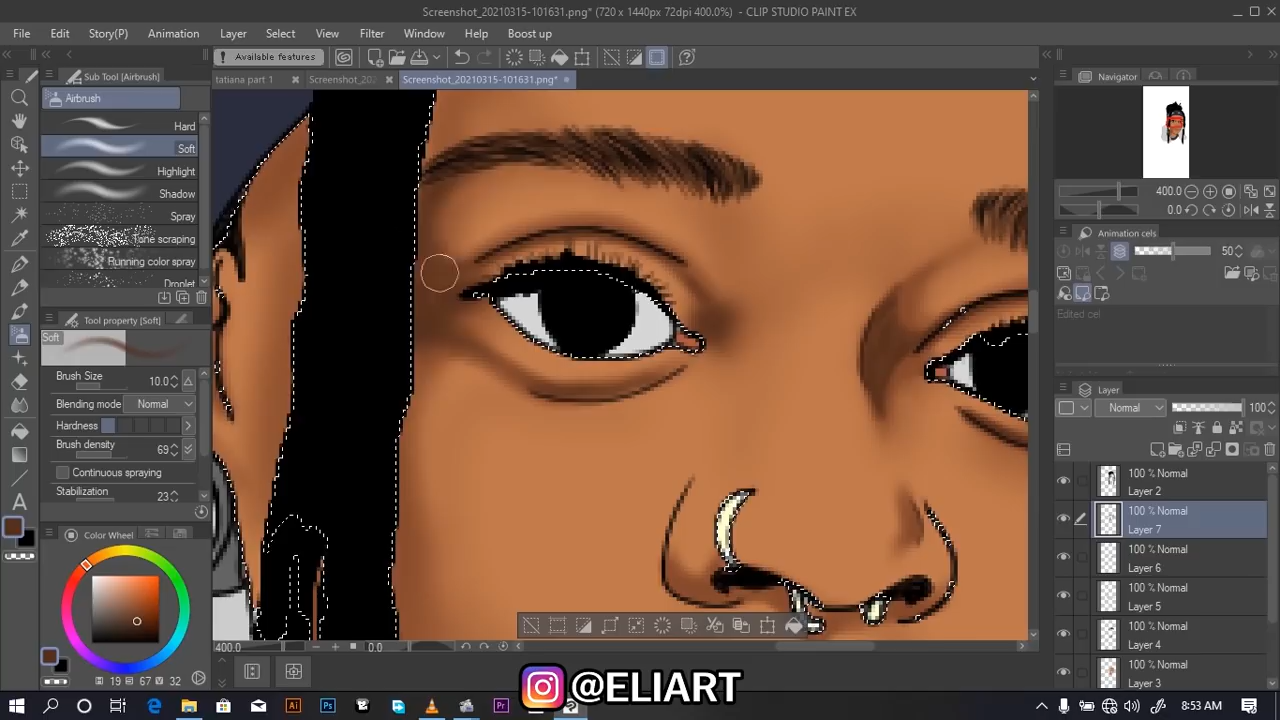 Screenshot_20210315-101631.png* (720 x 1440px 72dpi 400.0%) - CLIP STUDIO PAINT EX
File Edit Story(P) Animation Layer Select View Filter Window Help Boost up
Available features
Sub Tool [Airbrush]
tatiana part 1
Screenshot_202
Screenshot_20210315-101631.png*
Navigator
Airbrush
Hard
Soft
Highlight
Shadow
Spray
Tone scraping
Running color spray
Droplet
Tool property [Soft]
Soft
Brush Size 10.0
Blending mode Normal
Hardness
Brush density 69
Continuous spraying
Stabilization 23
Color Wheel
19 67 32
400.0
0.0
400.0
0.0
Animation cels
50
Edited cel
Layer
Normal 100
100 % Normal
Layer 2
100 % Normal
Layer 7
100 % Normal
Layer 6
100 % Normal
Layer 5
100 % Normal
Layer 4
100 % Normal
Layer 3
@ELIART
Ai
Ps
Pr
8:53 AM